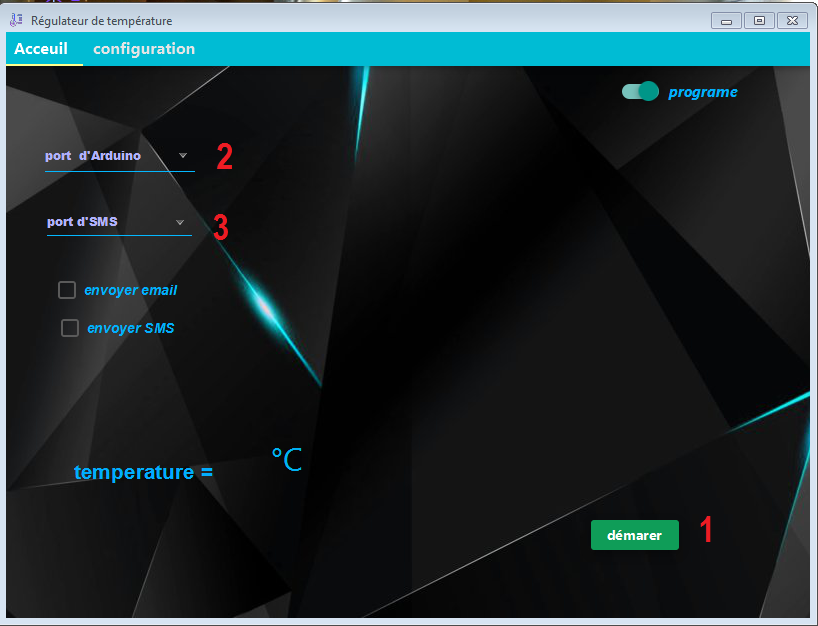 Régulateur de température
Acceuil configuration
programe
port d'Arduino 2
port d'SMS 3
envoyer email
envoyer SMS
temperature = °C
démarer 1